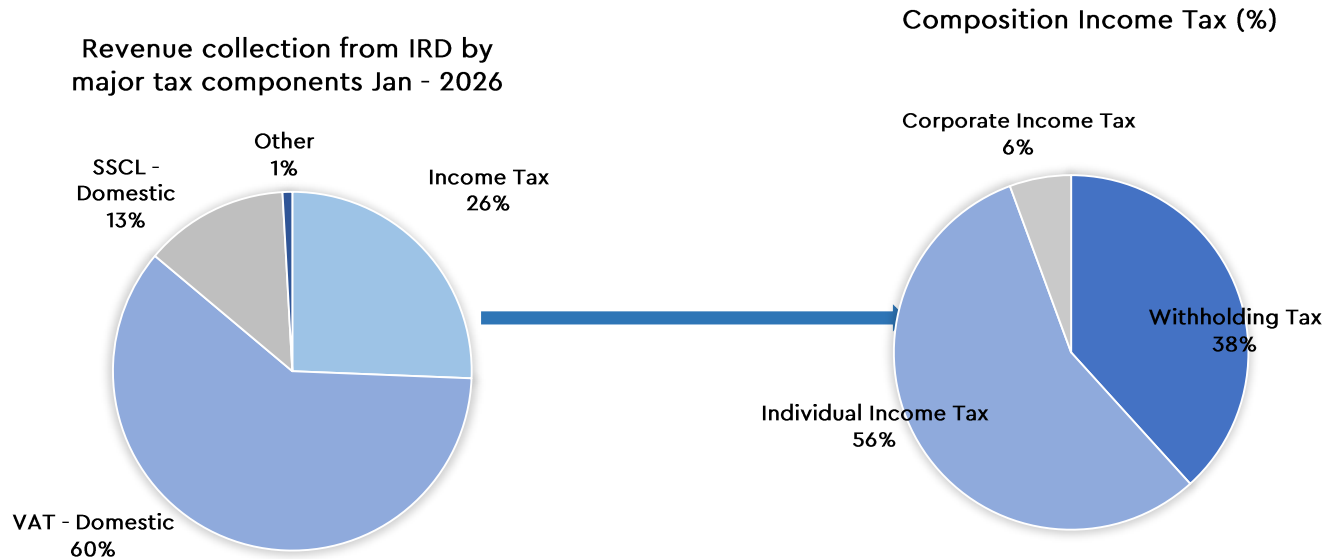 Revenue collection from IRD by
major tax components Jan - 2026
Other
1%
SSCL -
Domestic
13%
Income Tax
26%
VAT - Domestic
60%
Composition Income Tax (%)
Corporate Income Tax
6%
Withholding Tax
38%
Individual Income Tax
56%